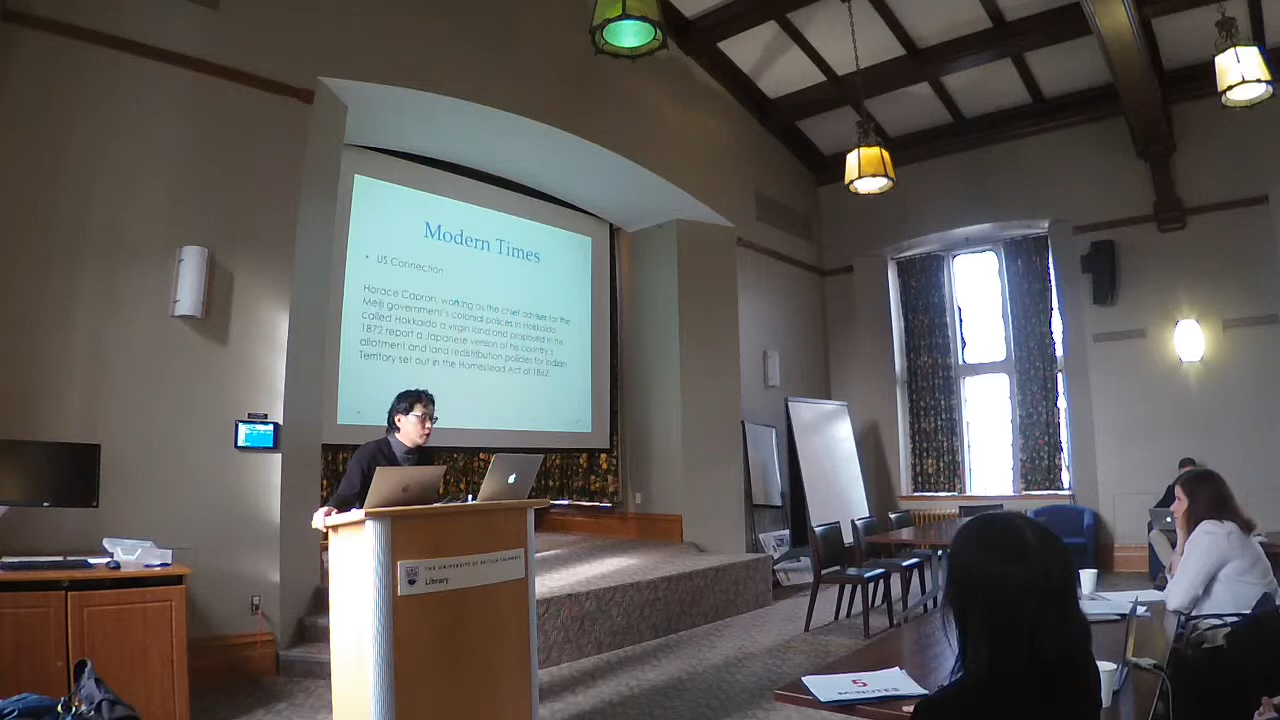 Modern Times
• US Connection
Horace Capron, working as the chief advisor for the
Meiji government's colonial policies in Hokkaido
called Hokkaido a virgin land and proposed in his
1872 report a Japanese version of his country's
allotment and land redistribution policies for Indian
Territory set out in the Homestead Act of 1862.
UBC
THE UNIVERSITY OF BRITISH COLUMBIA
Library
5
MINUTES